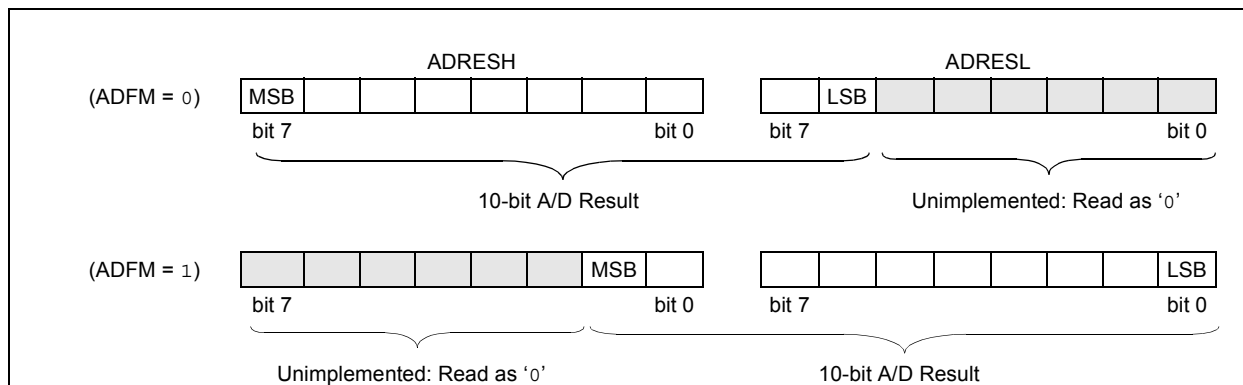 ADRESH ADRESL
(ADFM = 0) MSB LSB
bit 7 bit 0 bit 7 bit 0
10-bit A/D Result Unimplemented: Read as ‘0’
(ADFM = 1) MSB LSB
bit 7 bit 0 bit 7 bit 0
Unimplemented: Read as ‘0’ 10-bit A/D Result